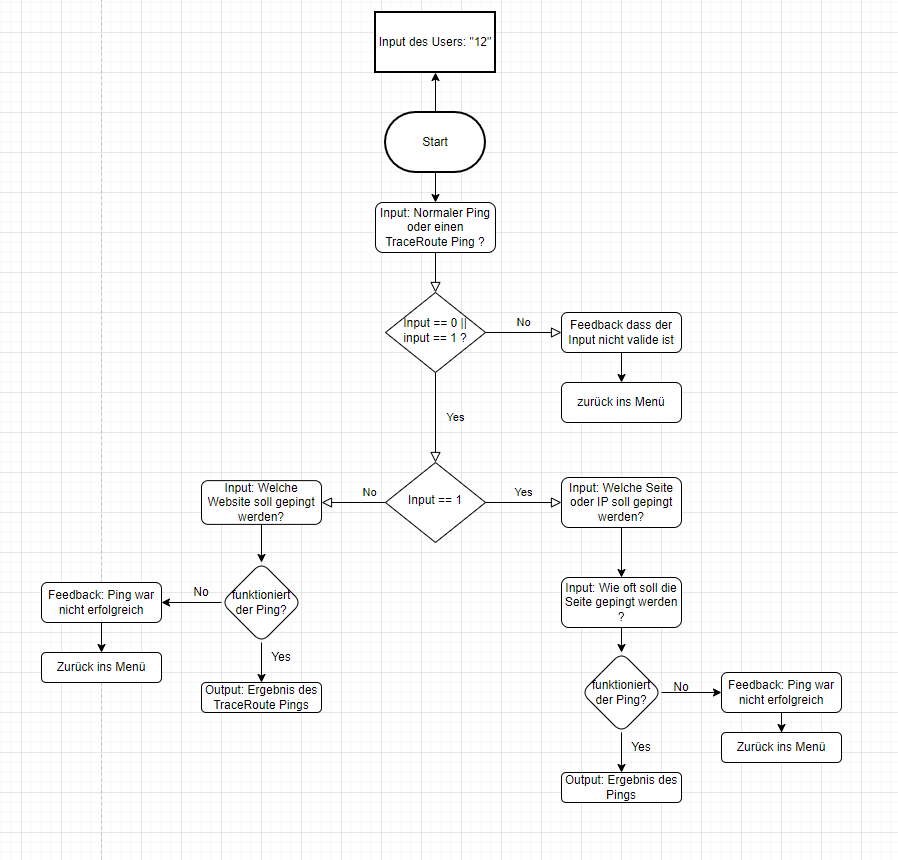 Input des Users: "12"
Start
Input: Normaler Ping
oder einen
TraceRoute Ping ?
Input == 0 ||
input == 1 ?
No
Feedback dass der
Input nicht valide ist
zurück ins Menü
Yes
Input == 1
No
Input: Welche
Website soll gepingt
werden?
Yes
Input: Welche Seite
oder IP soll gepingt
werden?
funktioniert
der Ping?
No
Feedback: Ping war
nicht erfolgreich
Zurück ins Menü
Yes
Output: Ergebnis des
TraceRoute Pings
Input: Wie oft soll die
Seite gepingt werden
?
funktioniert
der Ping?
No
Feedback: Ping war
nicht erfolgreich
Zurück ins Menü
Yes
Output: Ergebnis des
Pings